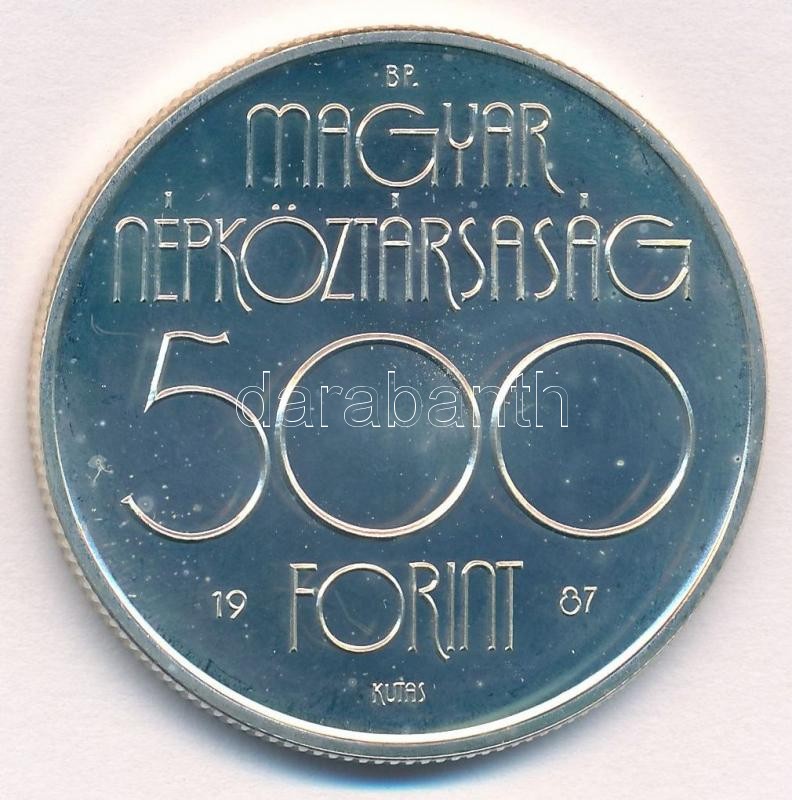 BP.
MAGYAR
NÉPKÖZTÁRSASÁG
500
darabanth
19 FORINT 87
KUTAS